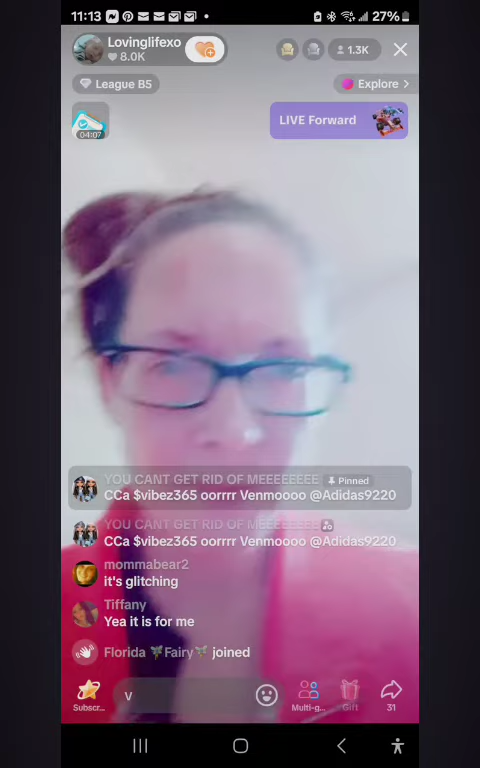 11:13
27%
Lovinglifexo
8.0K
1.3K
League B5
Explore >
04:07
LIVE Forward
YOU CANT GET RID OF MEEEEEEE Pinned
CCa $vibez365 oorrrr Venmoooo @Adidas9220
YOU CANT GET RID OF MEEEEEEE
CCa $vibez365 oorrrr Venmoooo @Adidas9220
mommabear2
it's glitching
Tiffany
Yea it is for me
Florida 🌴Fairy🌴 joined
V
Subscr... Multi-g... Gift 31